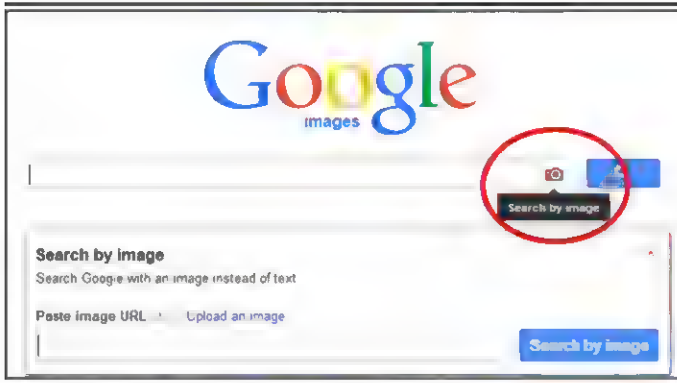 Google
images
Search by image
Search by image
Search Google with an image instead of text
Paste image URL Upload an image
Search by image